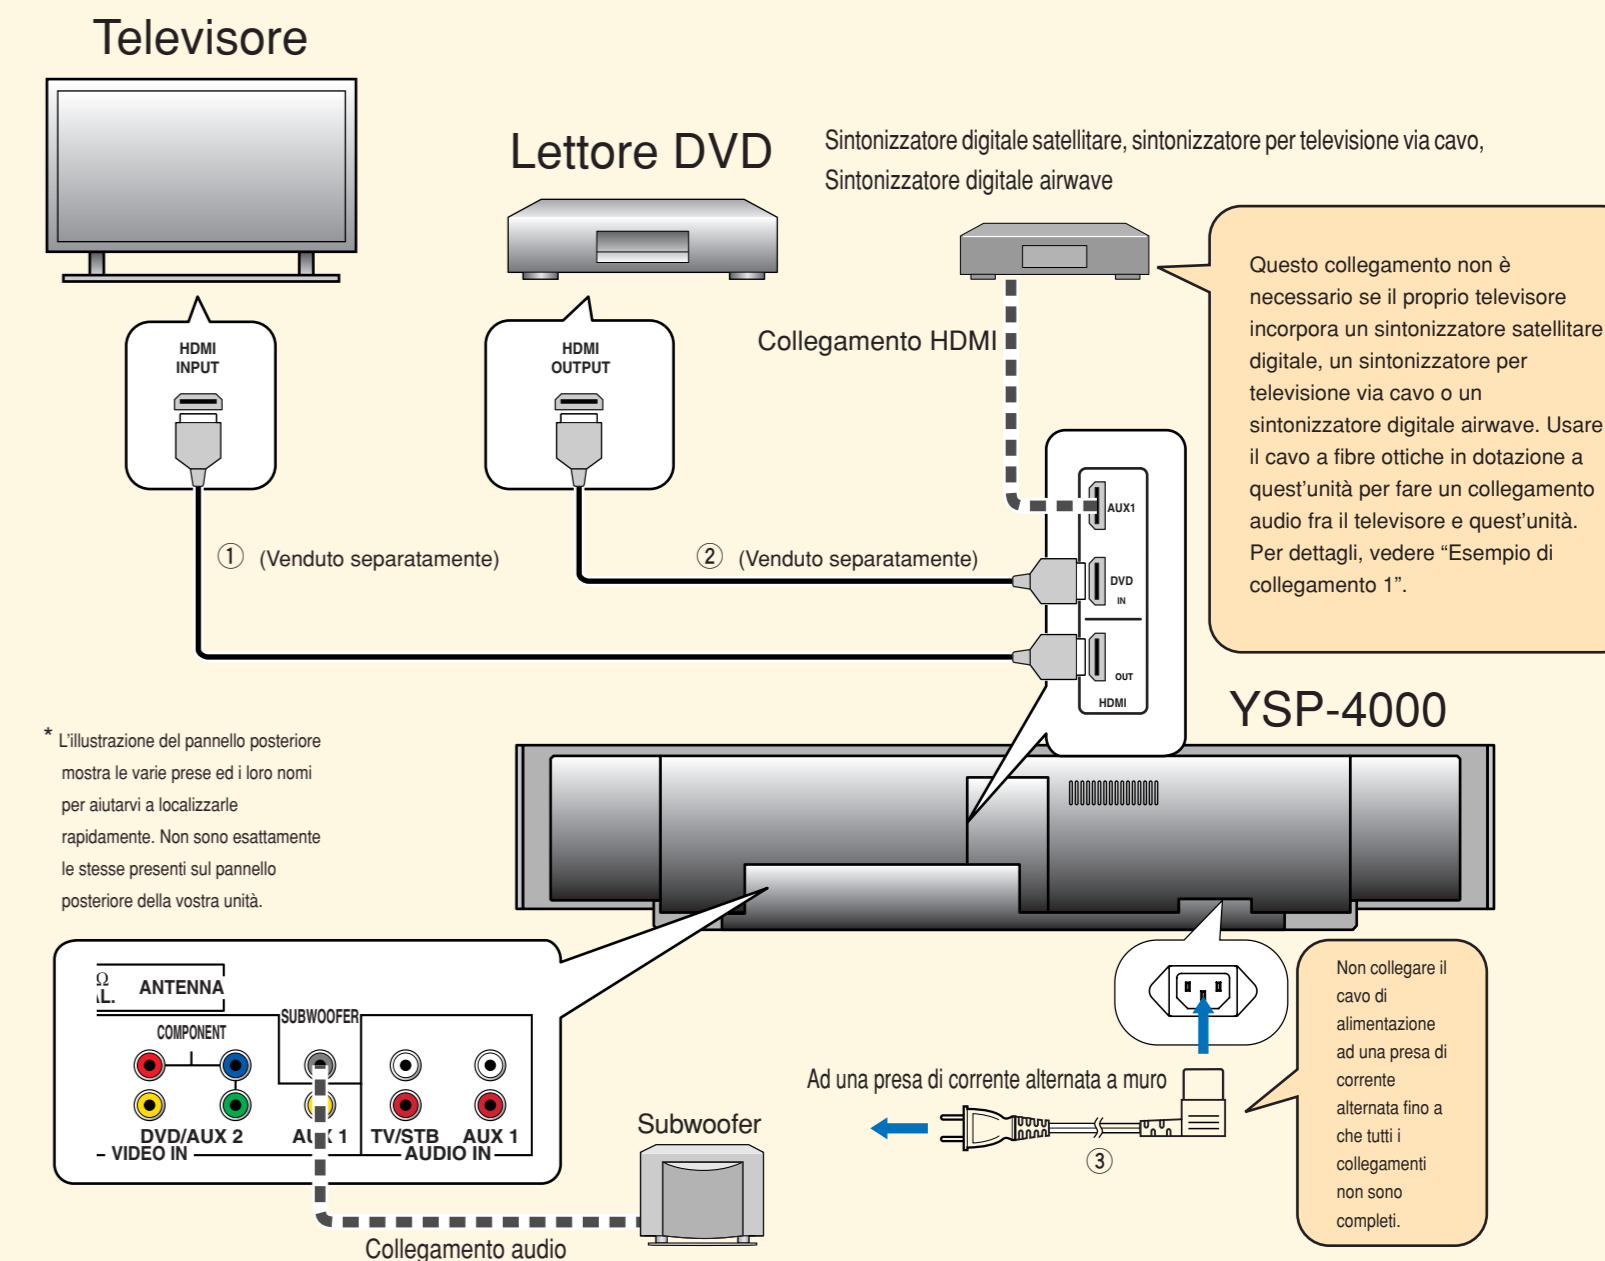 Televisore
Lettore DVD
Sintonizzatore digitale satellitare, sintonizzatore per televisione via cavo,
Sintonizzatore digitale airwave
HDMI
INPUT
HDMI
OUTPUT
Collegamento HDMI
Questo collegamento non è
necessario se il proprio televisore
incorpora un sintonizzatore satellitare
digitale, un sintonizzatore per
televisione via cavo o un
sintonizzatore digitale airwave. Usare
il cavo a fibre ottiche in dotazione a
quest'unità per fare un collegamento
audio fra il televisore e quest'unità.
Per dettagli, vedere “Esempio di
collegamento 1”.
AUX1
① (Venduto separatamente)
② (Venduto separatamente)
DVD
IN
OUT
HDMI
YSP-4000
* L'illustrazione del pannello posteriore
mostra le varie prese ed i loro nomi
per aiutarvi a localizzarle
rapidamente. Non sono esattamente
le stesse presenti sul pannello
posteriore della vostra unità.
Ω
ANTENNA
SUBWOOFER
COMPONENT
DVD/AUX 2
AUX 1
TV/STB
AUX 1
VIDEO IN
AUDIO IN
Subwoofer
Collegamento audio
Ad una presa di corrente alternata a muro
③
Non collegare il
cavo di
alimentazione
ad una presa di
corrente
alternata fino a
che tutti i
collegamenti
non sono
completi.